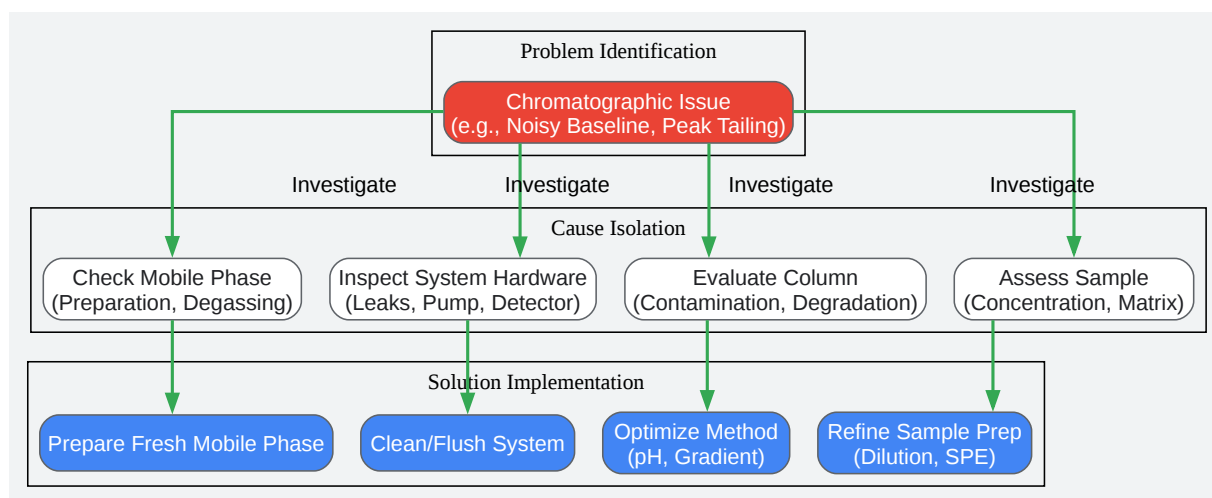 Problem Identification
Chromatographic Issue
(e.g., Noisy Baseline, Peak Tailing)
Investigate
Investigate
Investigate
Investigate
Cause Isolation
Check Mobile Phase
(Preparation, Degassing)
Inspect System Hardware
(Leaks, Pump, Detector)
Evaluate Column
(Contamination, Degradation)
Assess Sample
(Concentration, Matrix)
Solution Implementation
Prepare Fresh Mobile Phase
Clean/Flush System
Optimize Method
(pH, Gradient)
Refine Sample Prep
(Dilution, SPE)